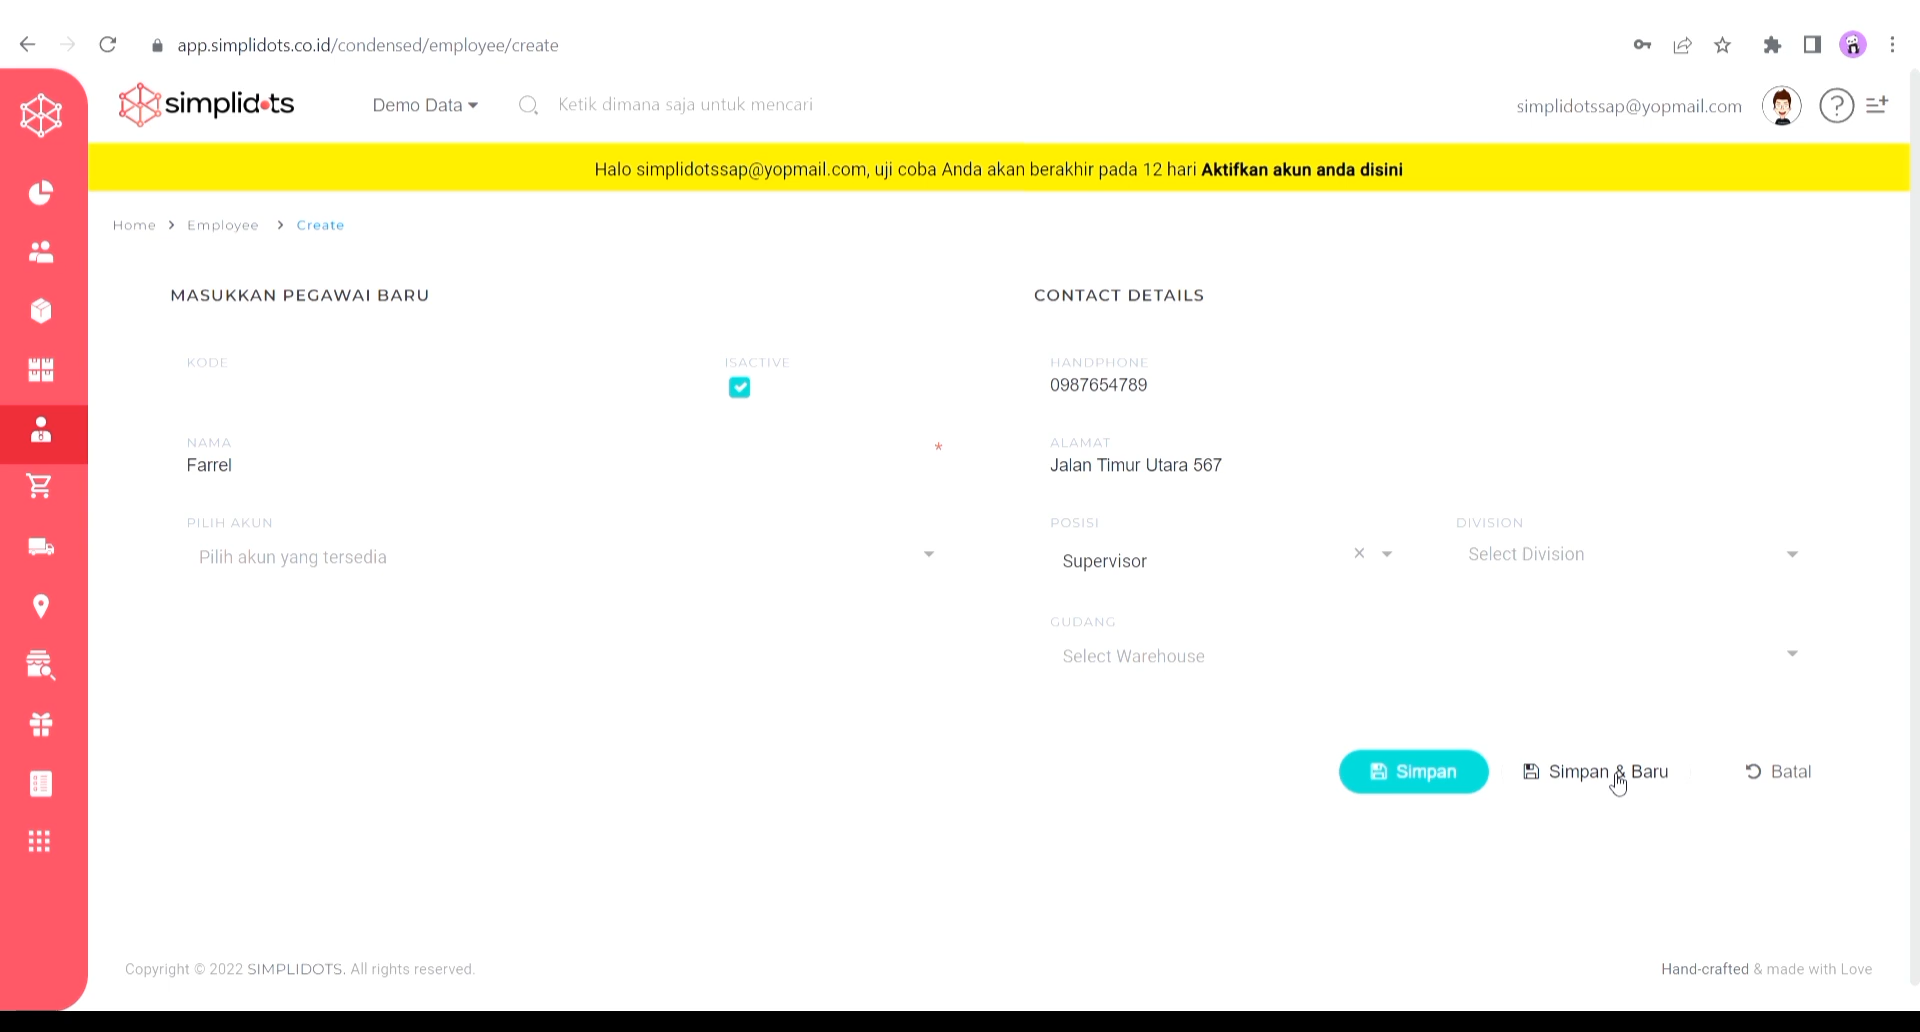 app.simplidots.co.id/condensed/employee/create
simplidots
Demo Data
Ketik dimana saja untuk mencari
simplidotssap@yopmail.com
Halo simplidotssap@yopmail.com, uji coba Anda akan berakhir pada 12 hari Aktifkan akun anda disini
Home > Employee > Create
MASUKKAN PEGAWAI BARU
KODE
ISACTIVE
NAMA *
Farrel
PILIH AKUN
Pilih akun yang tersedia
CONTACT DETAILS
HANDPHONE
0987654789
ALAMAT
Jalan Timur Utara 567
POSISI
Supervisor
DIVISION
Select Division
GUDANG
Select Warehouse
Simpan
Simpan & Baru
Batal
Copyright © 2022 SIMPLIDOTS. All rights reserved.
Hand-crafted & made with Love